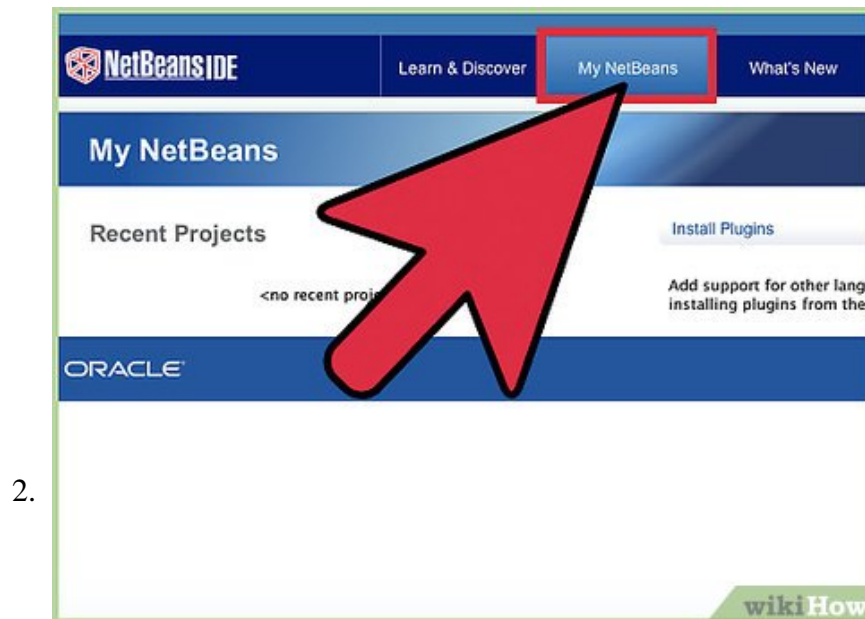 NetBeans IDE
Learn & Discover
My NetBeans
What's New
My NetBeans
Recent Projects
Install Plugins
<no recent
Add support for other lang
installing plugins from the
ORACLE
2.
wikiHow